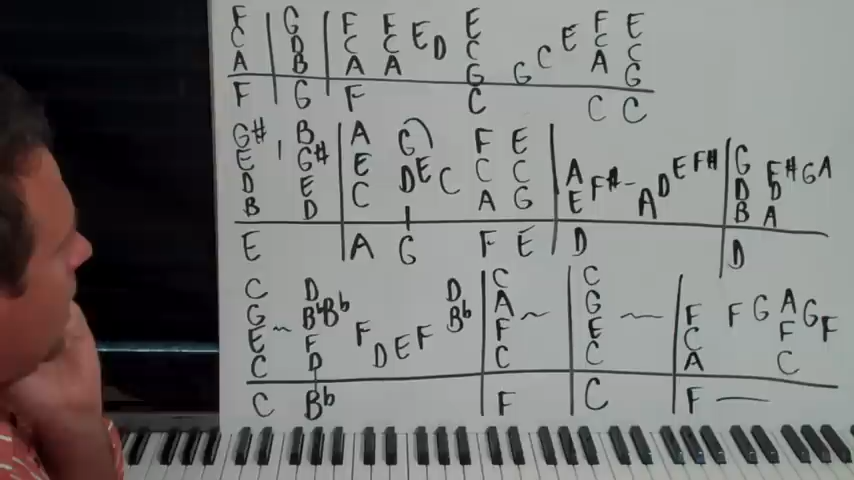 F G F F E E F E
C D C C D C G C E C C
A B A A G A G
F G F C C C
G# B A G F E A G
E G# E D E C C C E F# A D E F# D E# G A
D E C A G B A
B D
E A G F E D D
C D D C C F F G A G F
G Bb Bb F D E F Bb A G C F
E F F E A C
C D C C
C Bb F C F